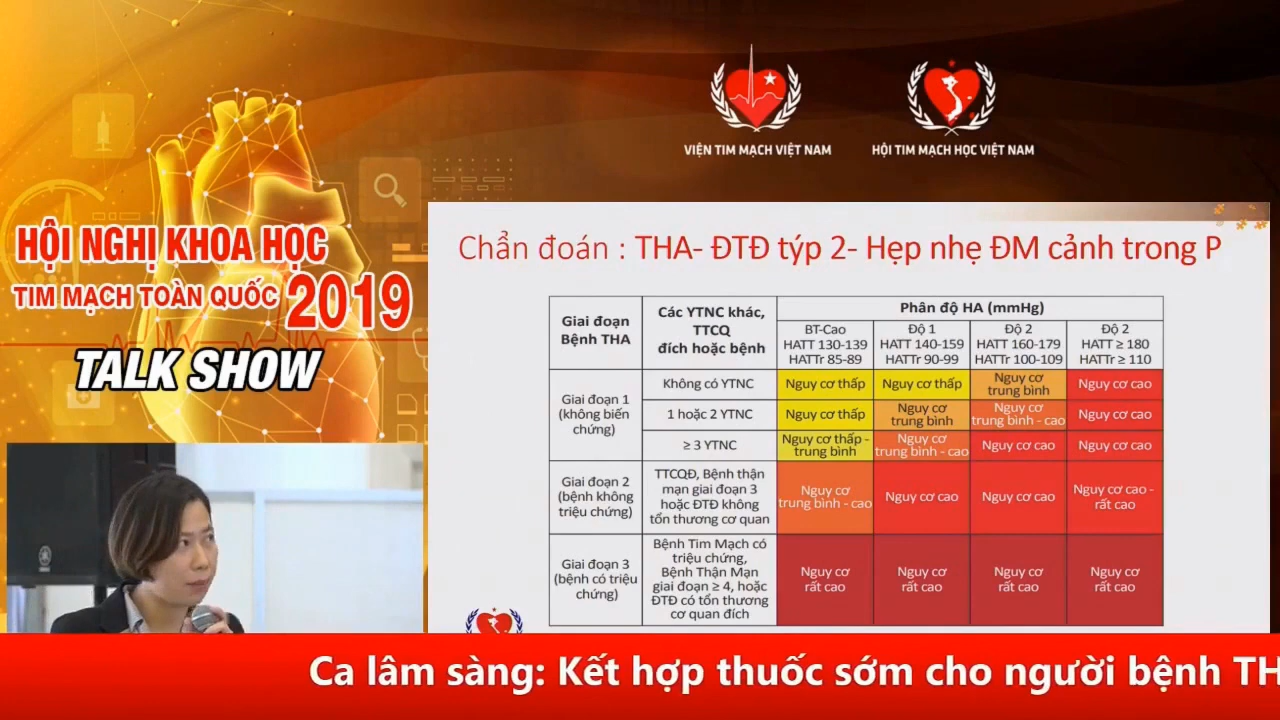 VIỆN TIM MẠCH VIỆT NAM
HỘI TIM MẠCH HỌC VIỆT NAM
HỘI NGHỊ KHOA HỌC
TIM MẠCH TOÀN QUỐC 2019
TALK SHOW
Chẩn đoán : THA- ĐTĐ týp 2- Hẹp nhẹ ĐM cảnh trong P
Giai đoạn
Bệnh THA
Các YTNC khác,
TTCQ
đích hoặc bệnh
Phân độ HA (mmHg)
BT-Cao
HATT 130-139
HATTr 85-89
Độ 1
HATT 140-159
HATTr 90-99
Độ 2
HATT 160-179
HATTr 100-109
Độ 2
HATT ≥ 180
HATTr ≥ 110
Giai đoạn 1
(không biến
chứng)
Không có YTNC
Nguy cơ thấp
Nguy cơ thấp
Nguy cơ
trung bình
Nguy cơ cao
1 hoặc 2 YTNC
Nguy cơ thấp
Nguy cơ
trung bình
Nguy cơ
trung bình - cao
Nguy cơ cao
≥ 3 YTNC
Nguy cơ thấp -
trung bình
Nguy cơ
trung bình - cao
Nguy cơ cao
Nguy cơ cao
Giai đoạn 2
(bệnh không
triệu chứng)
TTCQĐ, Bệnh thận
mạn giai đoạn 3
hoặc ĐTĐ không
tổn thương cơ quan
Nguy cơ
trung bình - cao
Nguy cơ cao
Nguy cơ cao
Nguy cơ cao -
rất cao
Giai đoạn 3
(bệnh có triệu
chứng)
Bệnh Tim Mạch có
triệu chứng,
Bệnh Thận Mạn
giai đoạn ≥ 4, hoặc
ĐTĐ có tổn thương
cơ quan đích
Nguy cơ
rất cao
Nguy cơ
rất cao
Nguy cơ
rất cao
Nguy cơ
rất cao
Ca lâm sàng: Kết hợp thuốc sớm cho người bệnh TH